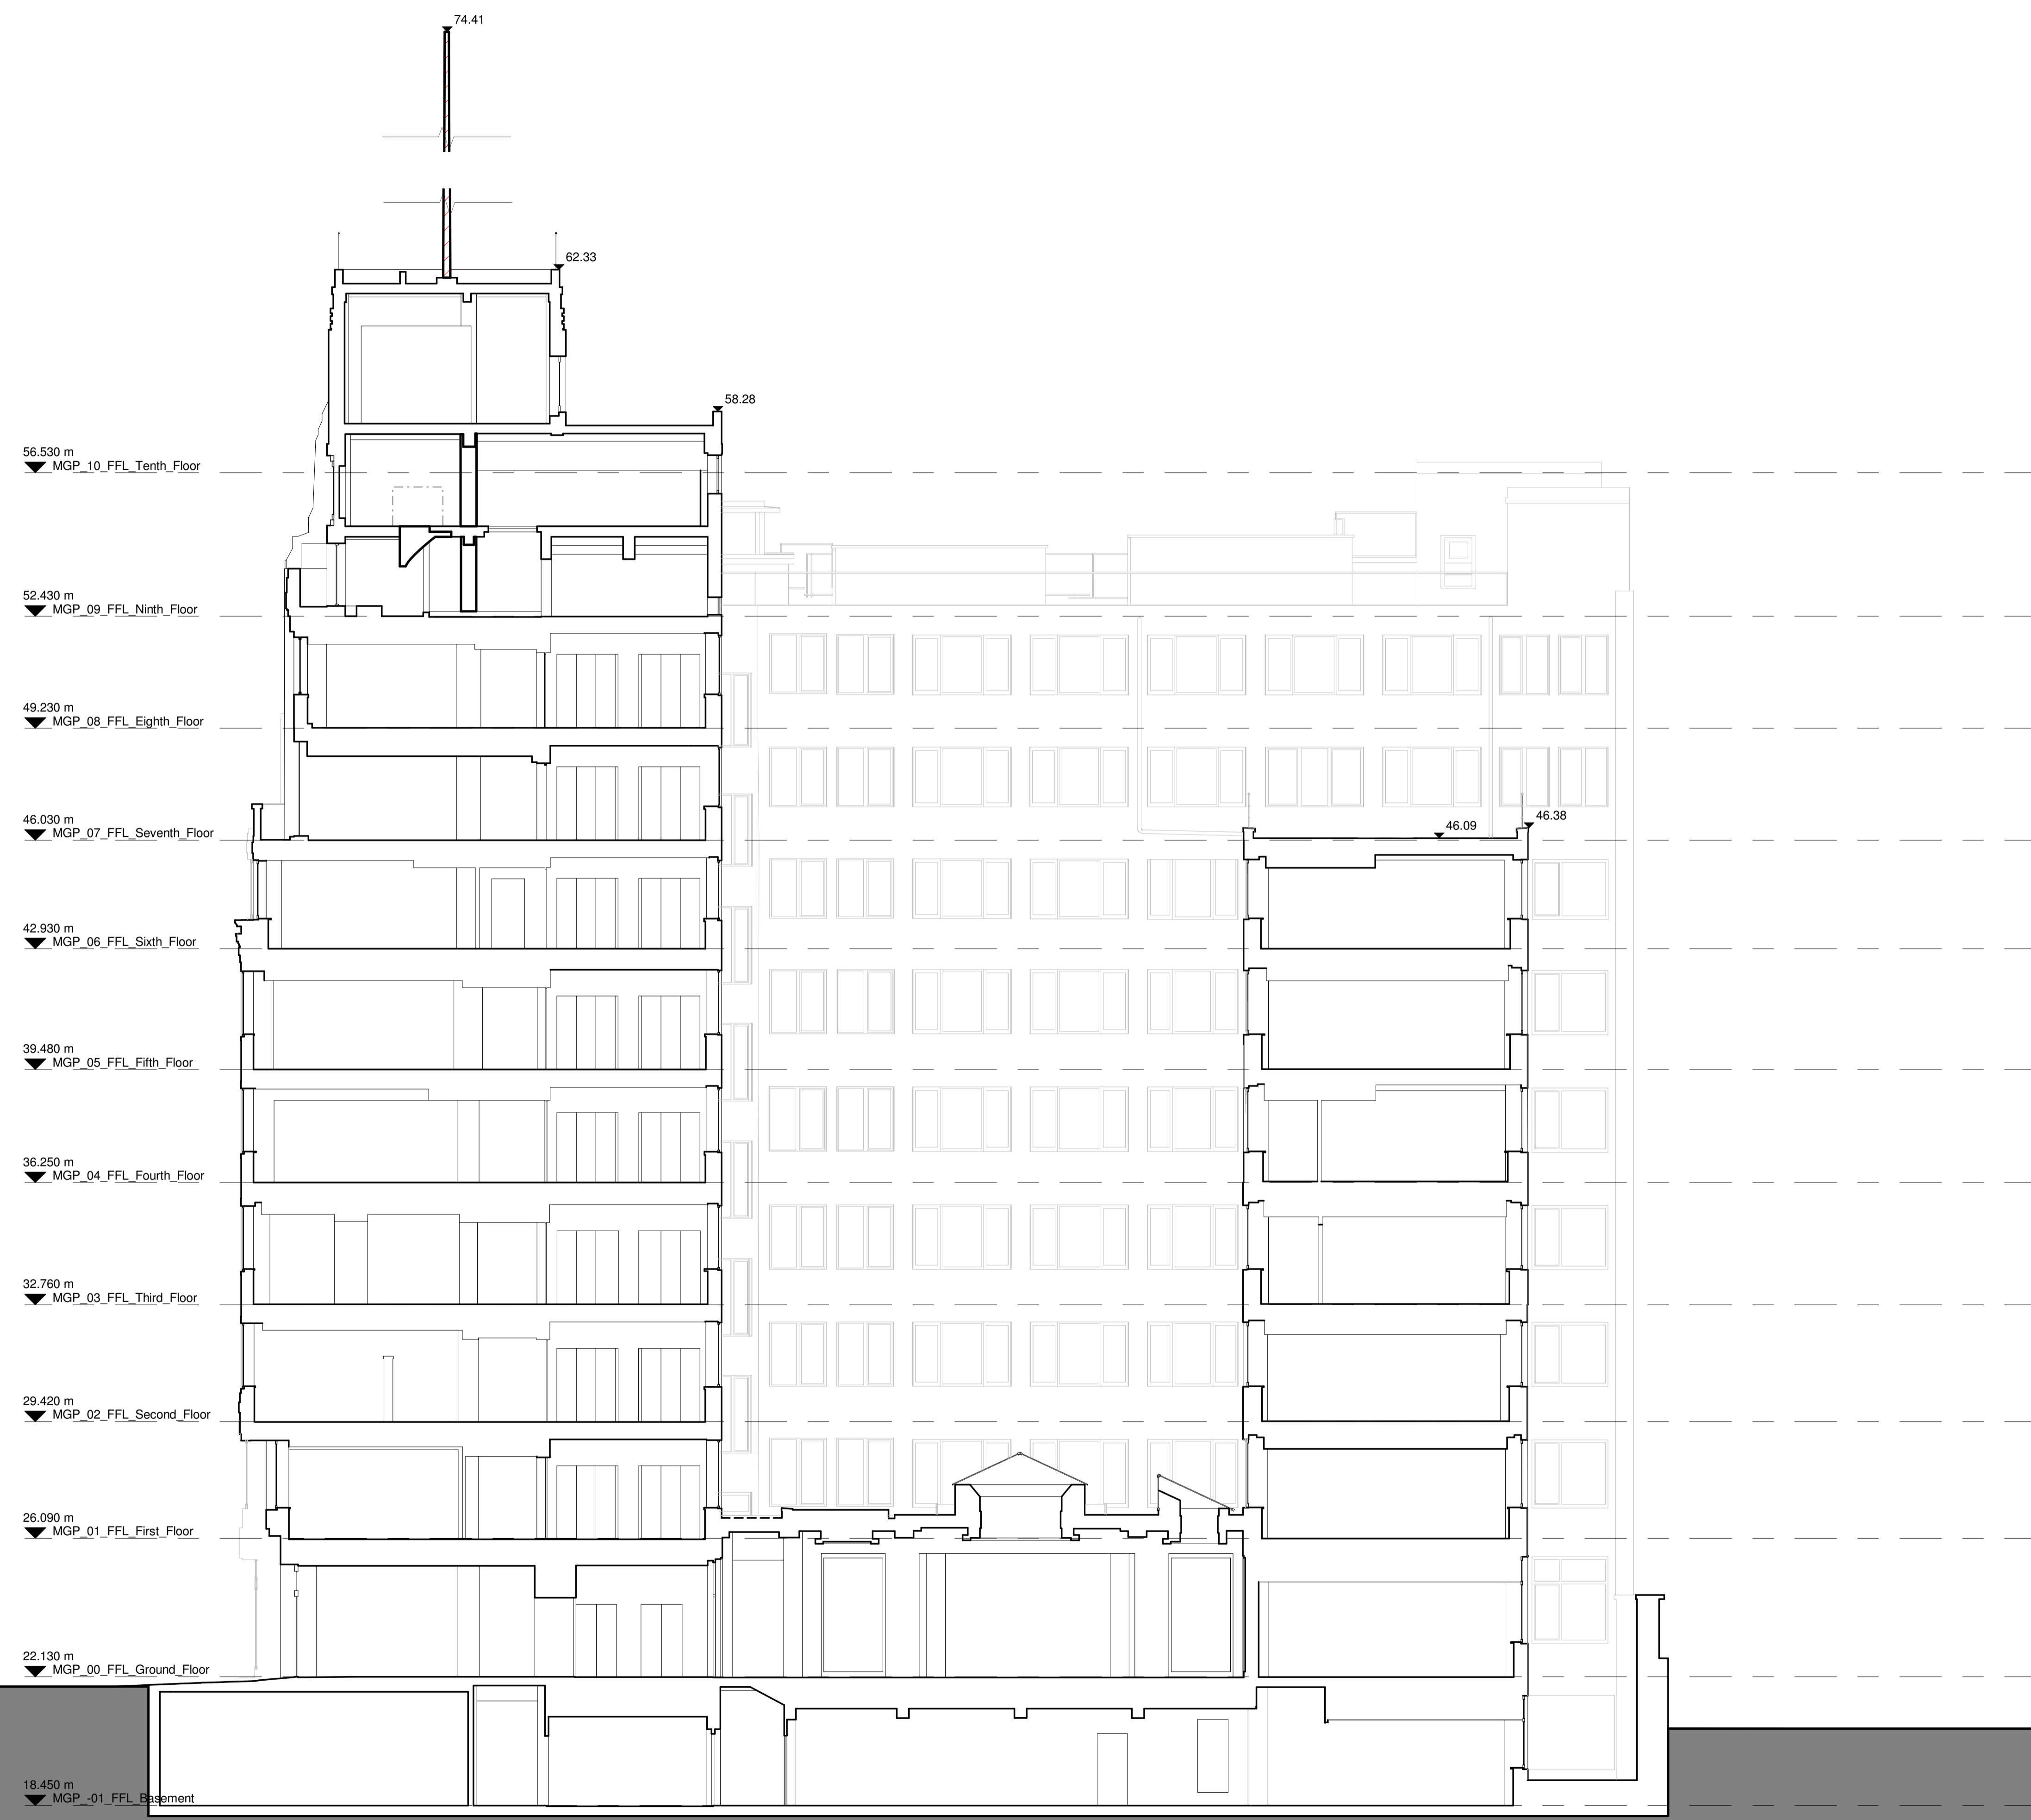 74.41
62.33
58.28
56.530 m
MGP_10_FFL_Tenth_Floor
52.430 m
MGP_09_FFL_Ninth_Floor
49.230 m
MGP_08_FFL_Eighth_Floor
46.030 m
MGP_07_FFL_Seventh_Floor
46.09
46.38
42.930 m
MGP_06_FFL_Sixth_Floor
39.480 m
MGP_05_FFL_Fifth_Floor
36.250 m
MGP_04_FFL_Fourth_Floor
32.760 m
MGP_03_FFL_Third_Floor
29.420 m
MGP_02_FFL_Second_Floor
26.090 m
MGP_01_FFL_First_Floor
22.130 m
MGP_00_FFL_Ground_Floor
18.450 m
MGP_-01_FFL_Basement